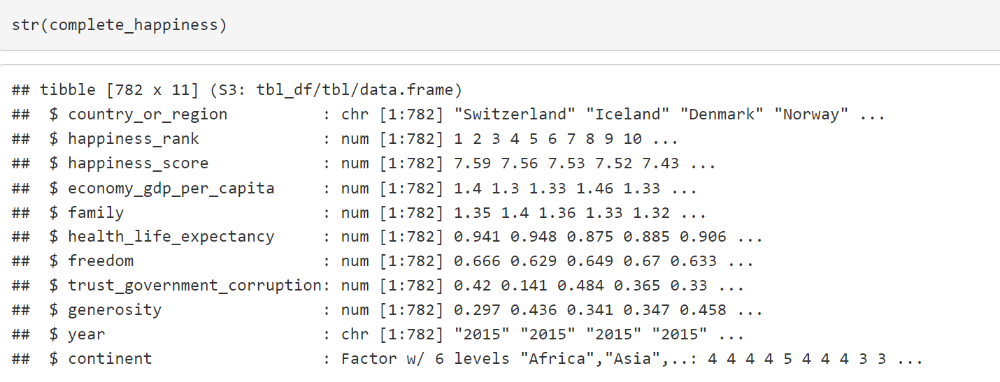 str(complete_happiness)
## tibble [782 x 11] (S3: tbl_df/tbl/data.frame)
##  $ country_or_region           : chr [1:782] "Switzerland" "Iceland" "Denmark" "Norway" ...
##  $ happiness_rank              : num [1:782] 1 2 3 4 5 6 7 8 9 10 ...
##  $ happiness_score             : num [1:782] 7.59 7.56 7.53 7.52 7.43 ...
##  $ economy_gdp_per_capita      : num [1:782] 1.4 1.3 1.33 1.46 1.33 ...
##  $ family                      : num [1:782] 1.35 1.4 1.36 1.33 1.32 ...
##  $ health_life_expectancy      : num [1:782] 0.941 0.948 0.875 0.885 0.906 ...
##  $ freedom                     : num [1:782] 0.666 0.629 0.649 0.67 0.633 ...
##  $ trust_government_corruption: num [1:782] 0.42 0.141 0.484 0.365 0.33 ...
##  $ generosity                  : num [1:782] 0.297 0.436 0.341 0.347 0.458 ...
##  $ year                        : chr [1:782] "2015" "2015" "2015" "2015" ...
##  $ continent                   : Factor w/ 6 levels "Africa","Asia",..: 4 4 4 4 5 4 4 4 3 3 ...